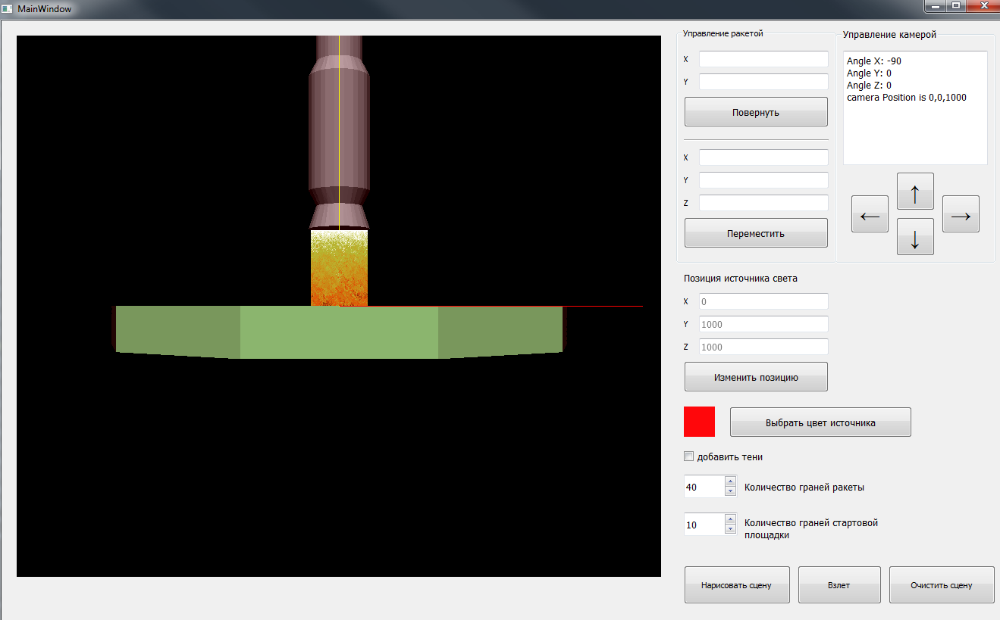 MainWindow
Управление ракетой
X
Y
Повернуть
X
Y
Z
Переместить
Управление камерой
Angle X: -90
Angle Y: 0
Angle Z: 0
camera Position is 0,0,1000
↑
← →
↓
Позиция источника света
X 0
Y 1000
Z 1000
Изменить позицию
Выбрать цвет источника
добавить тени
40 Количество граней ракеты
10 Количество граней стартовой
площадки
Нарисовать сцену Взлет Очистить сцену